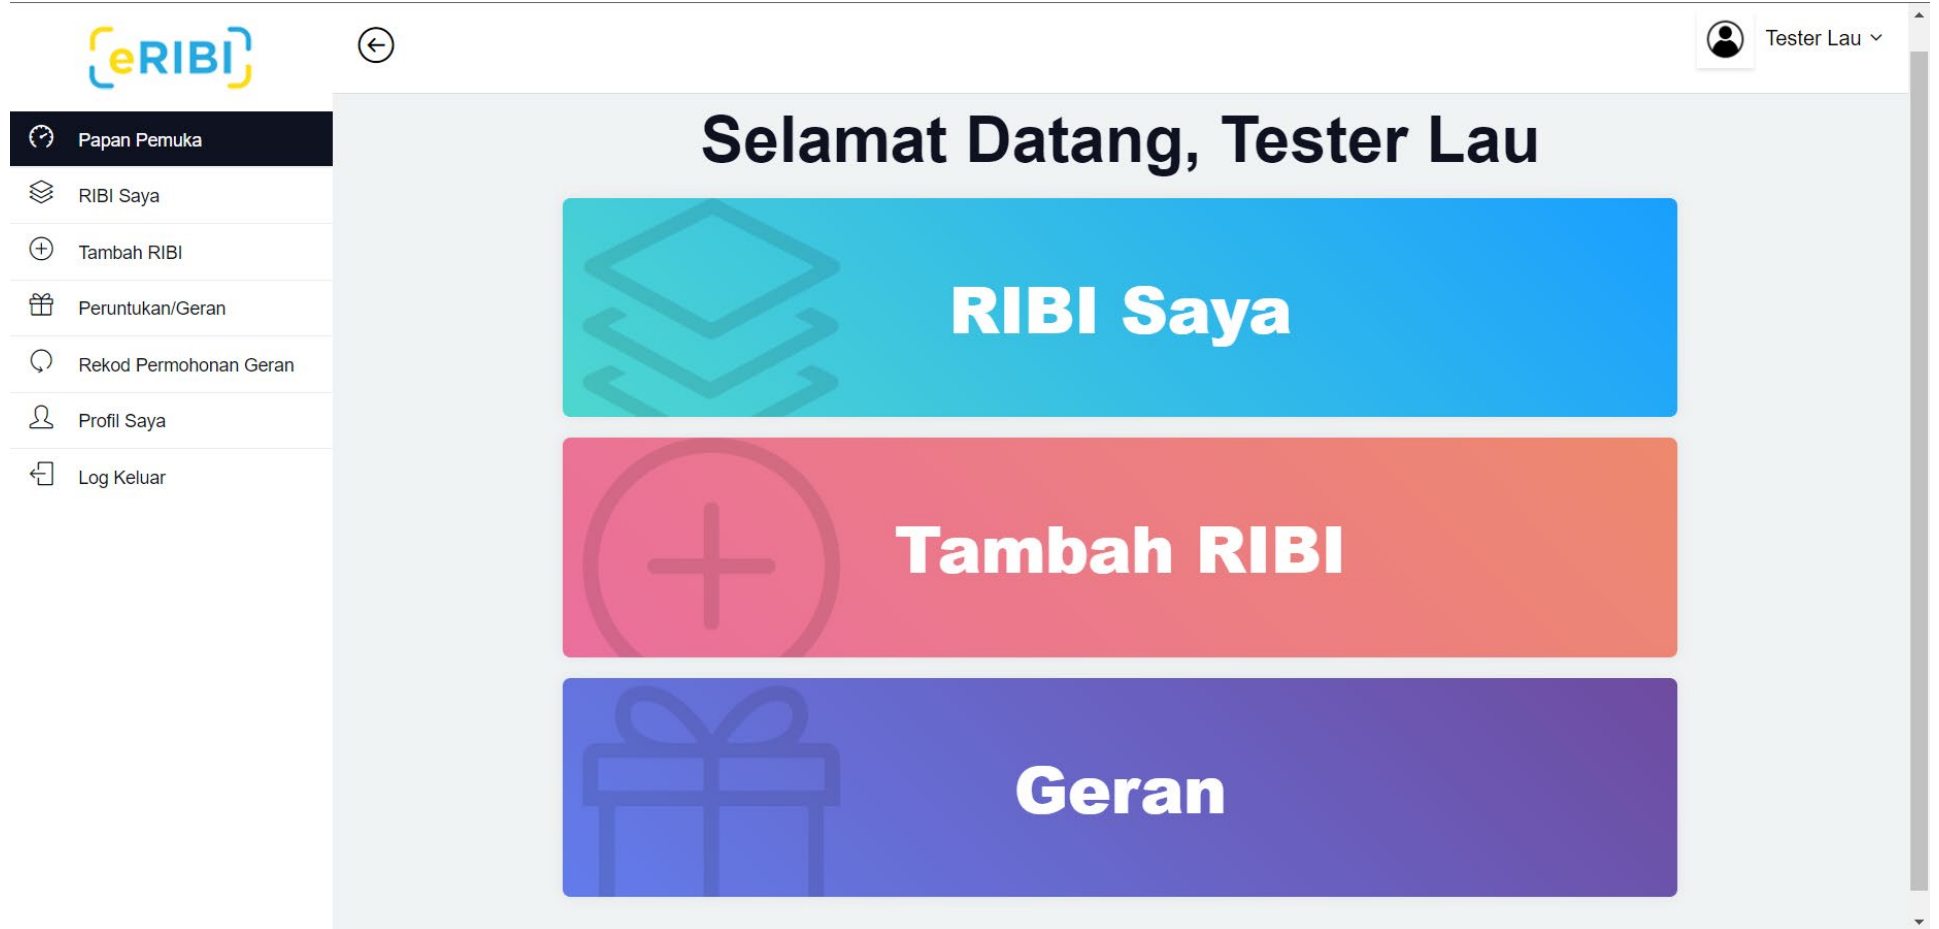 eRIBI
Tester Lau
Papan Pemuka
RIBI Saya
Tambah RIBI
Peruntukan/Geran
Rekod Permohonan Geran
Profil Saya
Log Keluar
Selamat Datang, Tester Lau
RIBI Saya
Tambah RIBI
Geran